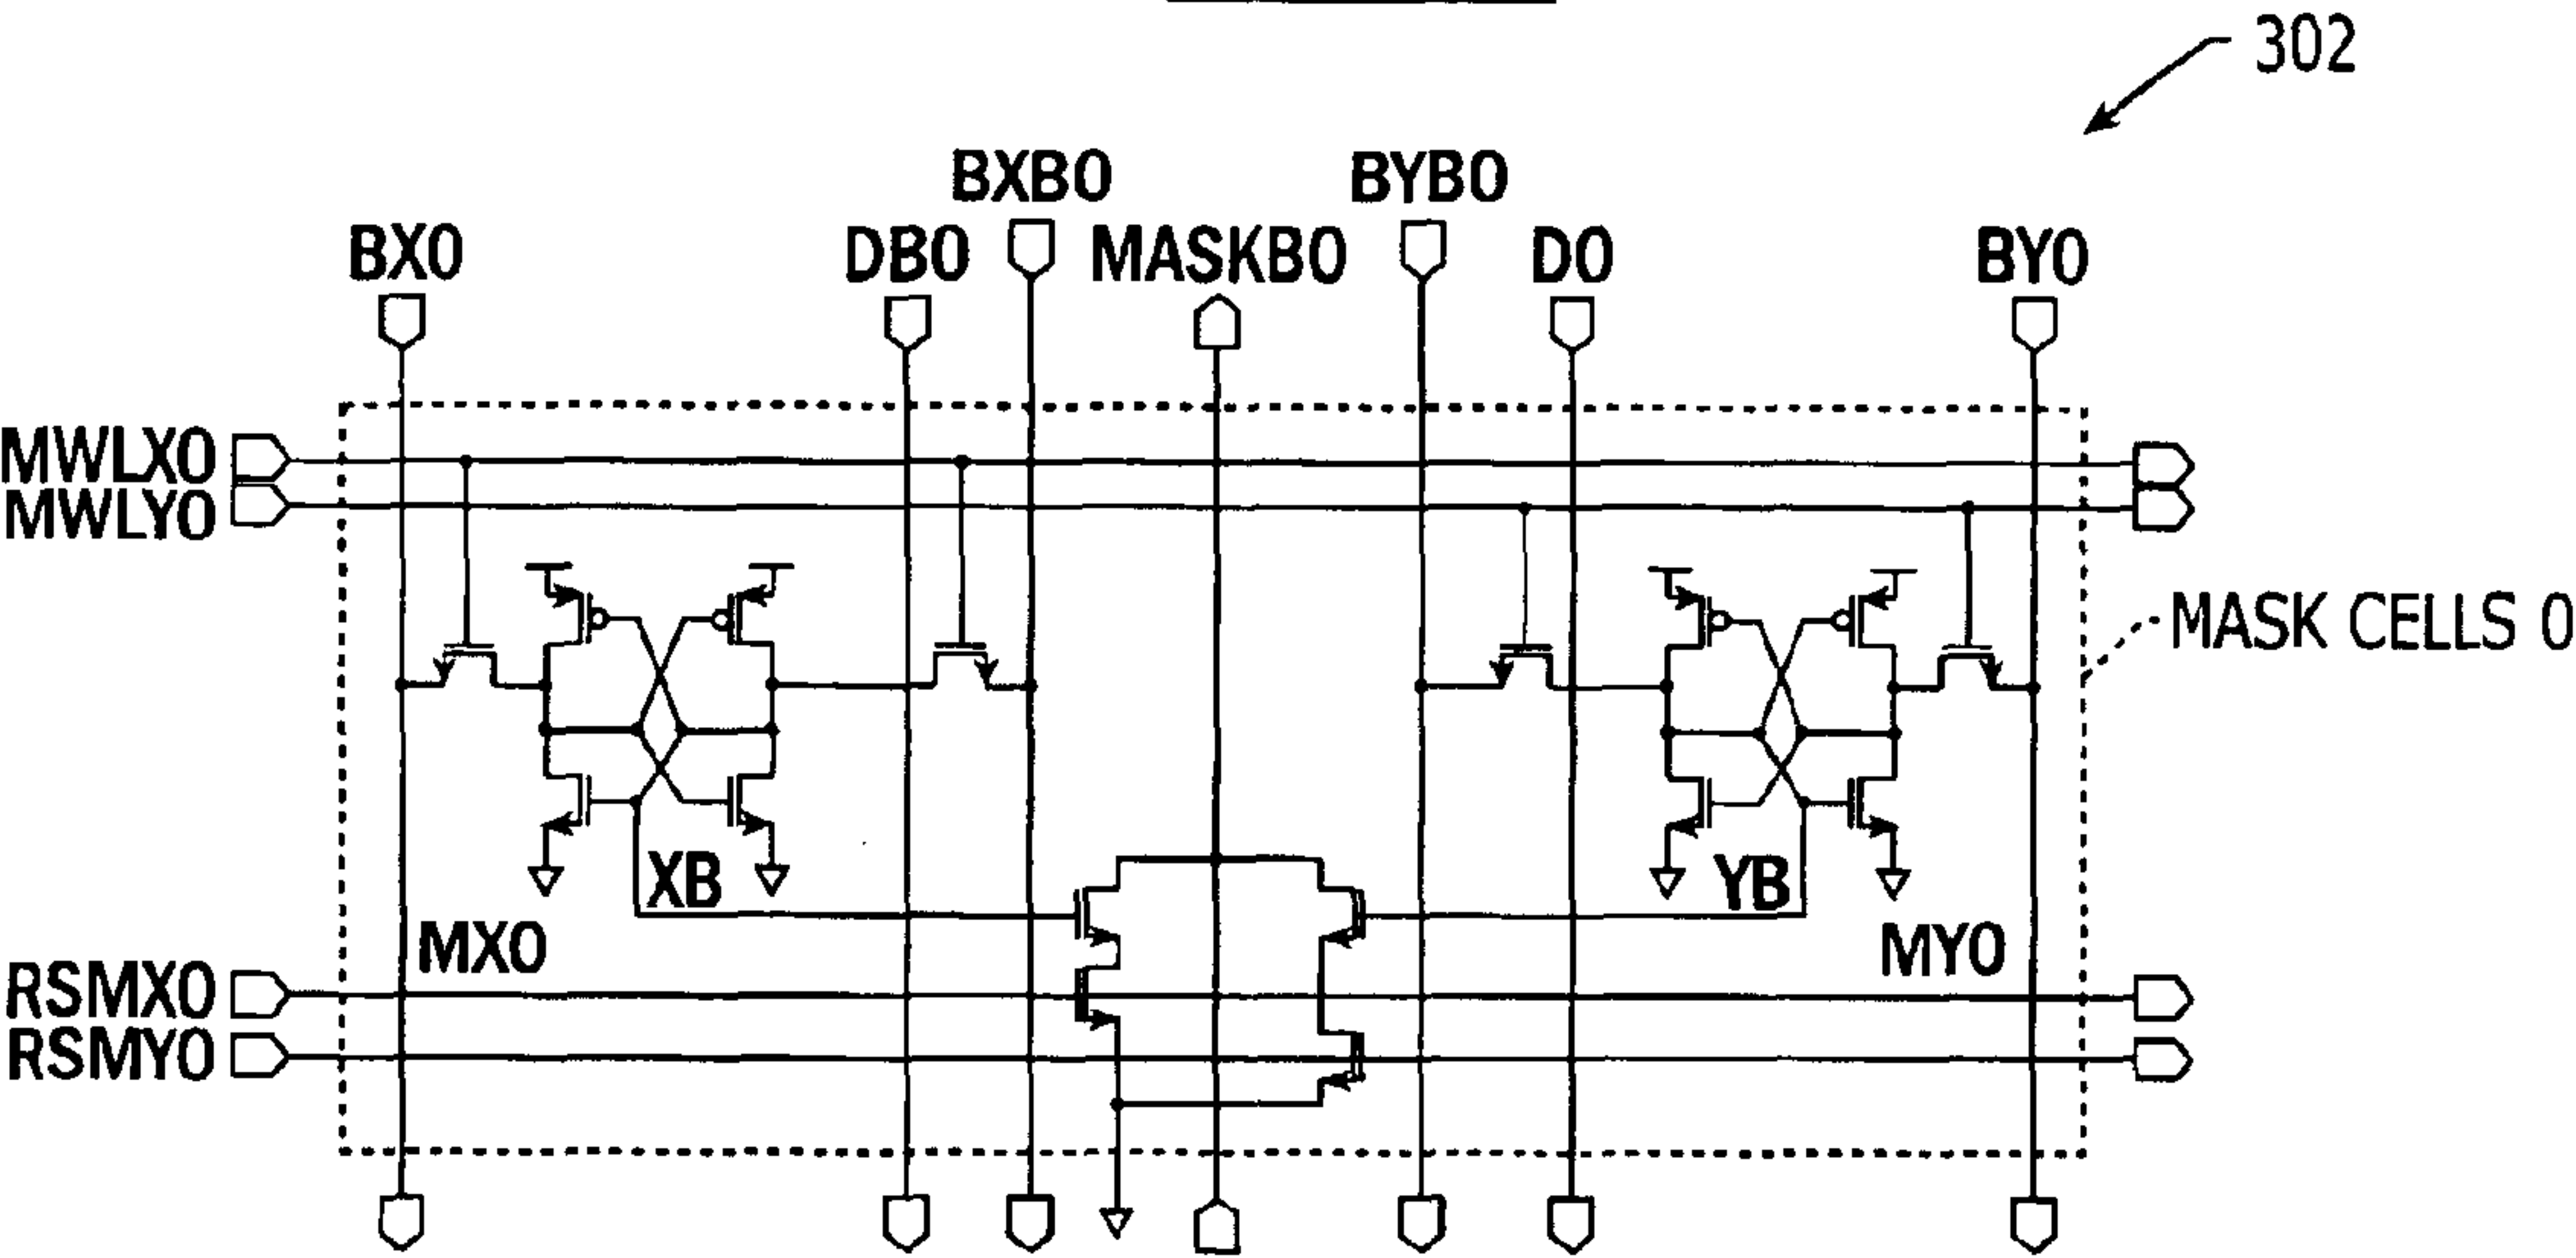 302
BXB0 BYB0
BX0 DB0 MASKB0 D0 BY0
MWLX0
MWLY0
MASK CELLS 0
XB YB
MX0 MY0
RSMX0
RSMY0